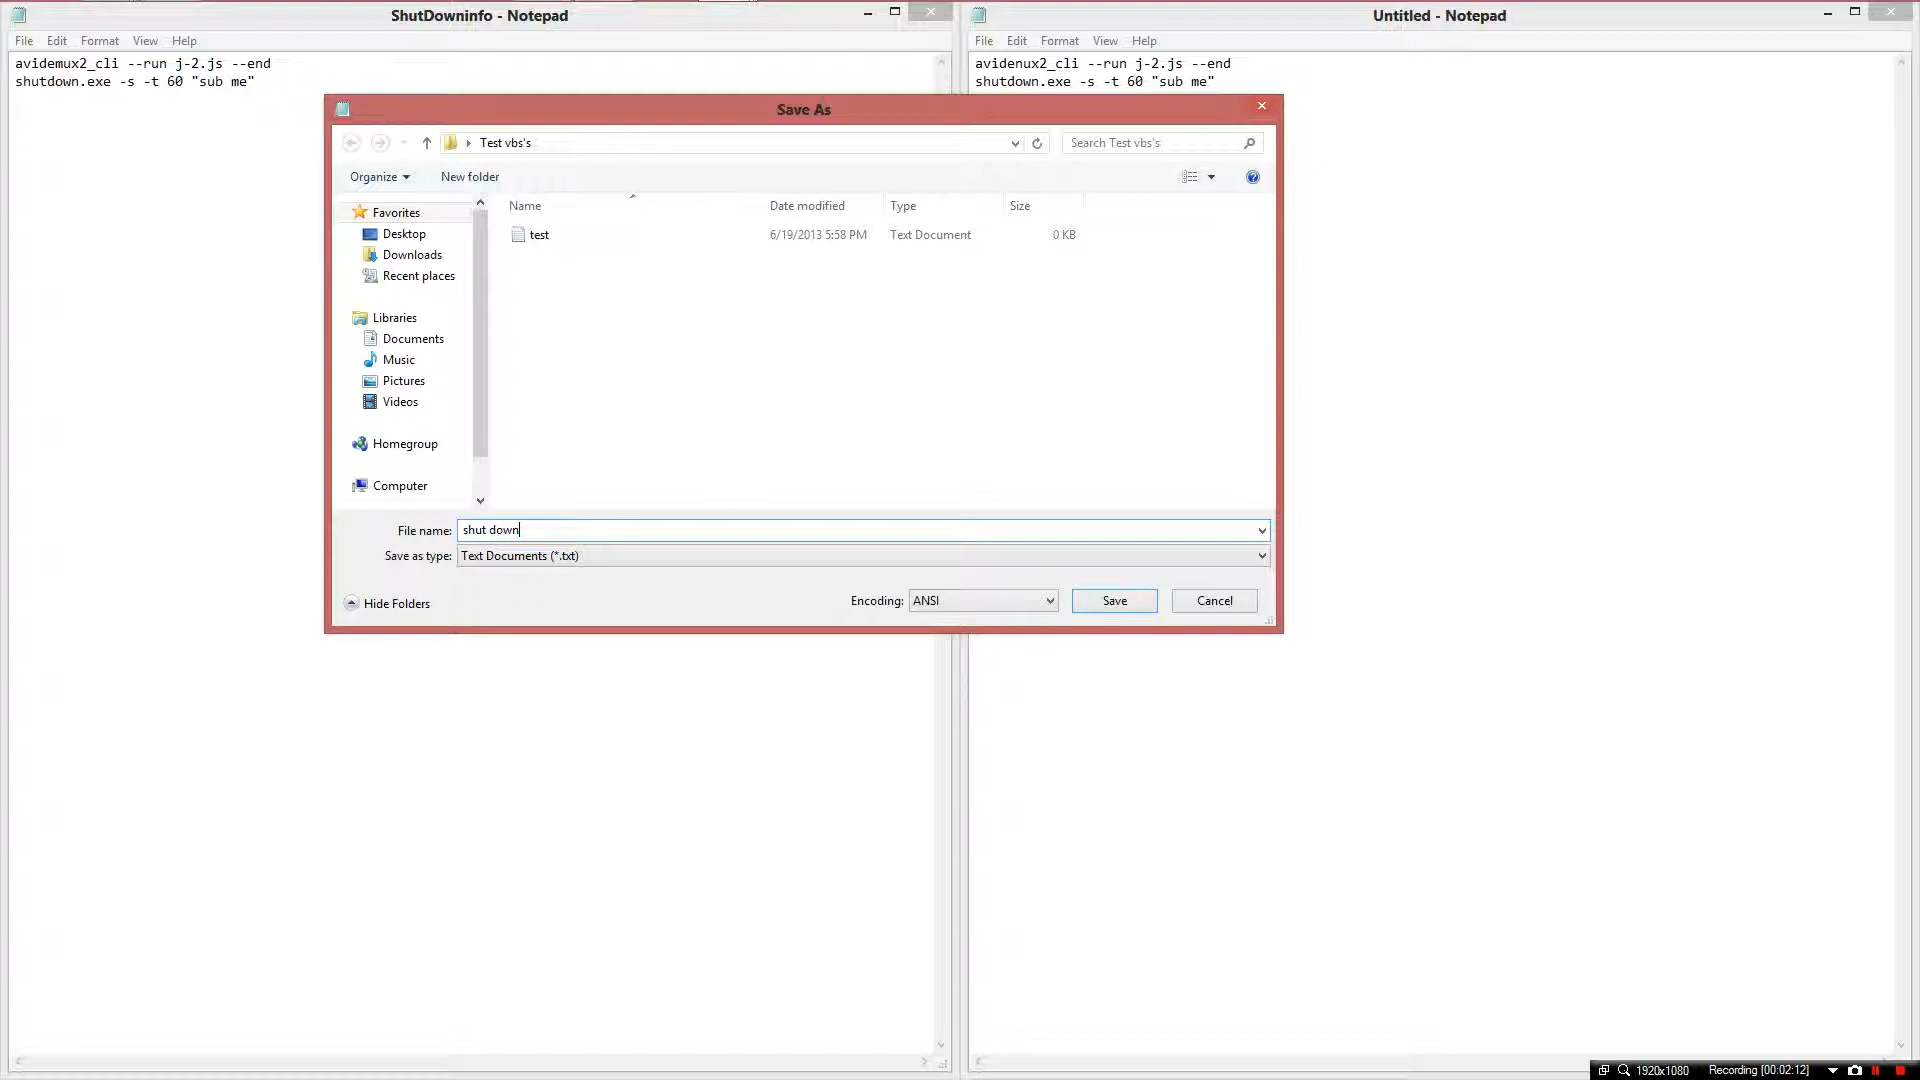 ShutDowninfo - Notepad
File Edit Format View Help
avidemux2_cli --run j-2.js --end
shutdown.exe -s -t 60 "sub me"
Untitled - Notepad
File Edit Format View Help
avidenux2_cli --run j-2.js --end
shutdown.exe -s -t 60 "sub me"
Save As
Test vbs's
Search Test vbs's
Organize New folder
Name Date modified Type Size
test 6/19/2013 5:58 PM Text Document 0 KB
Favorites
Desktop
Downloads
Recent places
Libraries
Documents
Music
Pictures
Videos
Homegroup
Computer
File name: shut down
Save as type: Text Documents (*.txt)
Hide Folders
Encoding: ANSI Save Cancel
1920x1080 Recording [00:02:12]